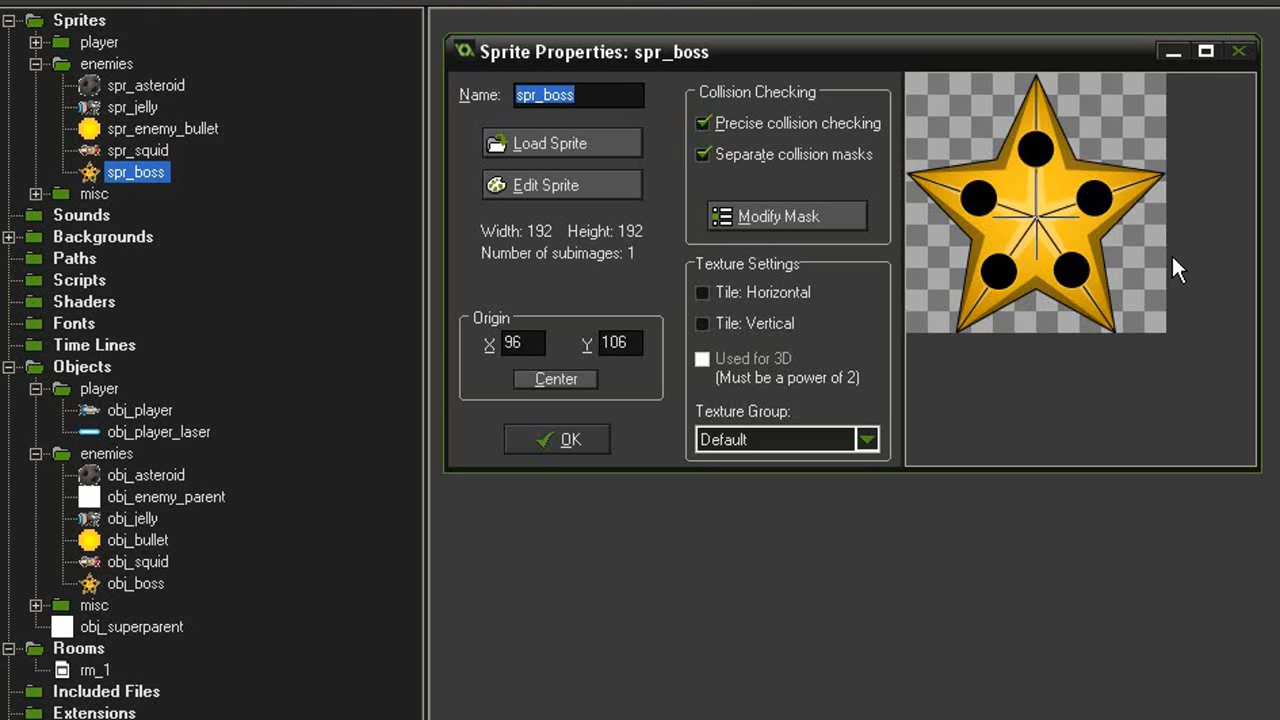 Sprites
player
enemies
spr_asteroid
spr_jelly
spr_enemy_bullet
spr_squid
spr_boss
misc
Sounds
Backgrounds
Paths
Scripts
Shaders
Fonts
Time Lines
Objects
player
obj_player
obj_player_laser
enemies
obj_asteroid
obj_enemy_parent
obj_jelly
obj_bullet
obj_squid
obj_boss
misc
obj_superparent
Rooms
rm_1
Included Files
Extensions
Sprite Properties: spr_boss
Name: spr_boss
Load Sprite
Edit Sprite
Width: 192 Height: 192
Number of subimages: 1
Origin
X 96 Y 106
Center
OK
Collision Checking
Precise collision checking
Separate collision masks
Modify Mask
Texture Settings
Tile: Horizontal
Tile: Vertical
Used for 3D
(Must be a power of 2)
Texture Group:
Default